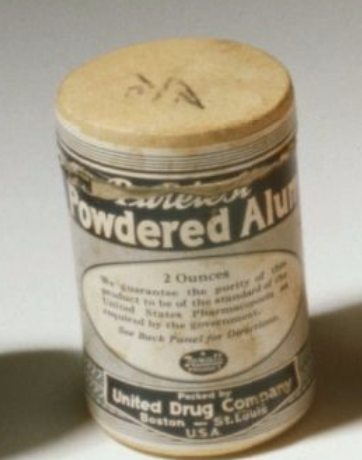 Puretest
Powdered Alum
2 Ounces
We guarantee the purity of this
product to be of the standard of the
United States Pharmacopoeia as
required by the government.
See Back Panel for Directions.
Packed by
United Drug Company
Boston — St. Louis
U.S.A.